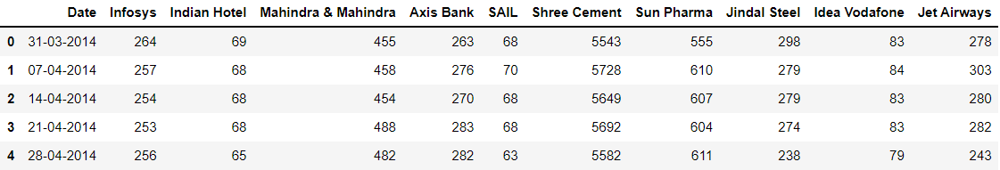 Date Infosys Indian Hotel Mahindra & Mahindra Axis Bank SAIL Shree Cement Sun Pharma Jindal Steel Idea Vodafone Jet Airways
0 31-03-2014 264 69 455 263 68 5543 555 298 83 278
1 07-04-2014 257 68 458 276 70 5728 610 279 84 303
2 14-04-2014 254 68 454 270 68 5649 607 279 83 280
3 21-04-2014 253 68 488 283 68 5692 604 274 83 282
4 28-04-2014 256 65 482 282 63 5582 611 238 79 243